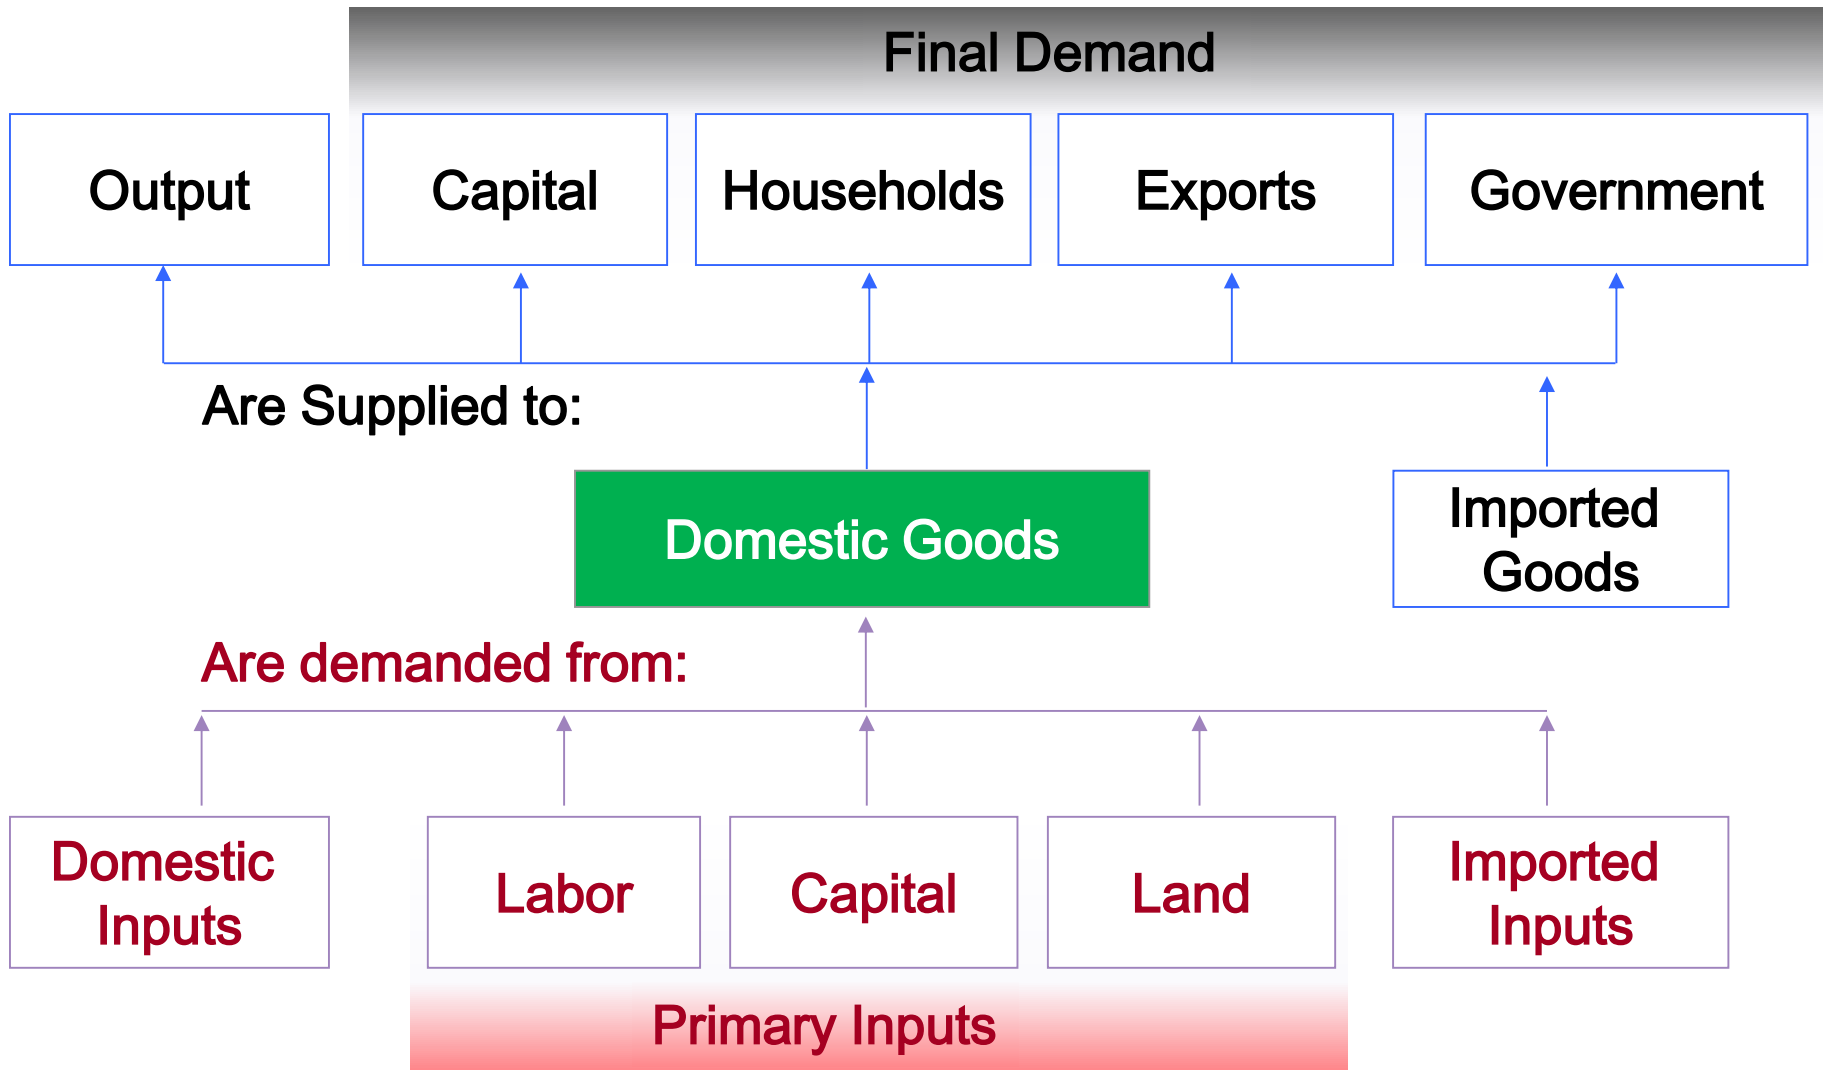 Final Demand
Output
Capital
Households
Exports
Government
Are Supplied to:
Domestic Goods
Imported
Goods
Are demanded from:
Domestic
Inputs
Labor
Capital
Land
Imported
Inputs
Primary Inputs